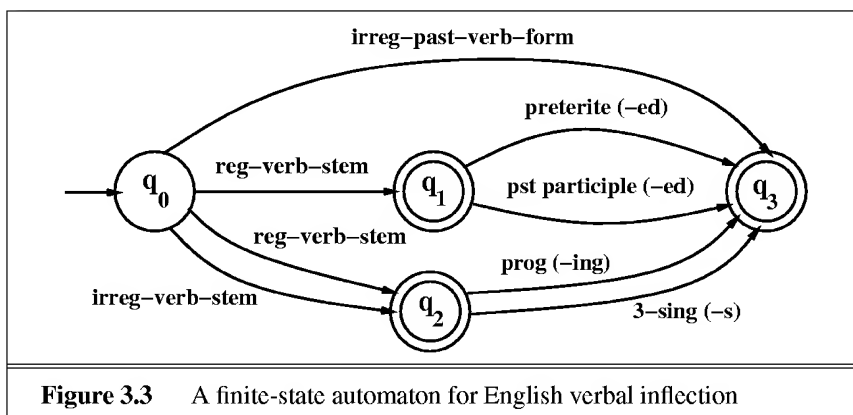 irreg–past–verb–form
preterite (–ed)
reg–verb–stem
q0
q1
pst participle (–ed)
q3
reg–verb–stem
prog (–ing)
irreg–verb–stem
q2
3–sing (–s)
Figure 3.3 A finite-state automaton for English verbal inflection